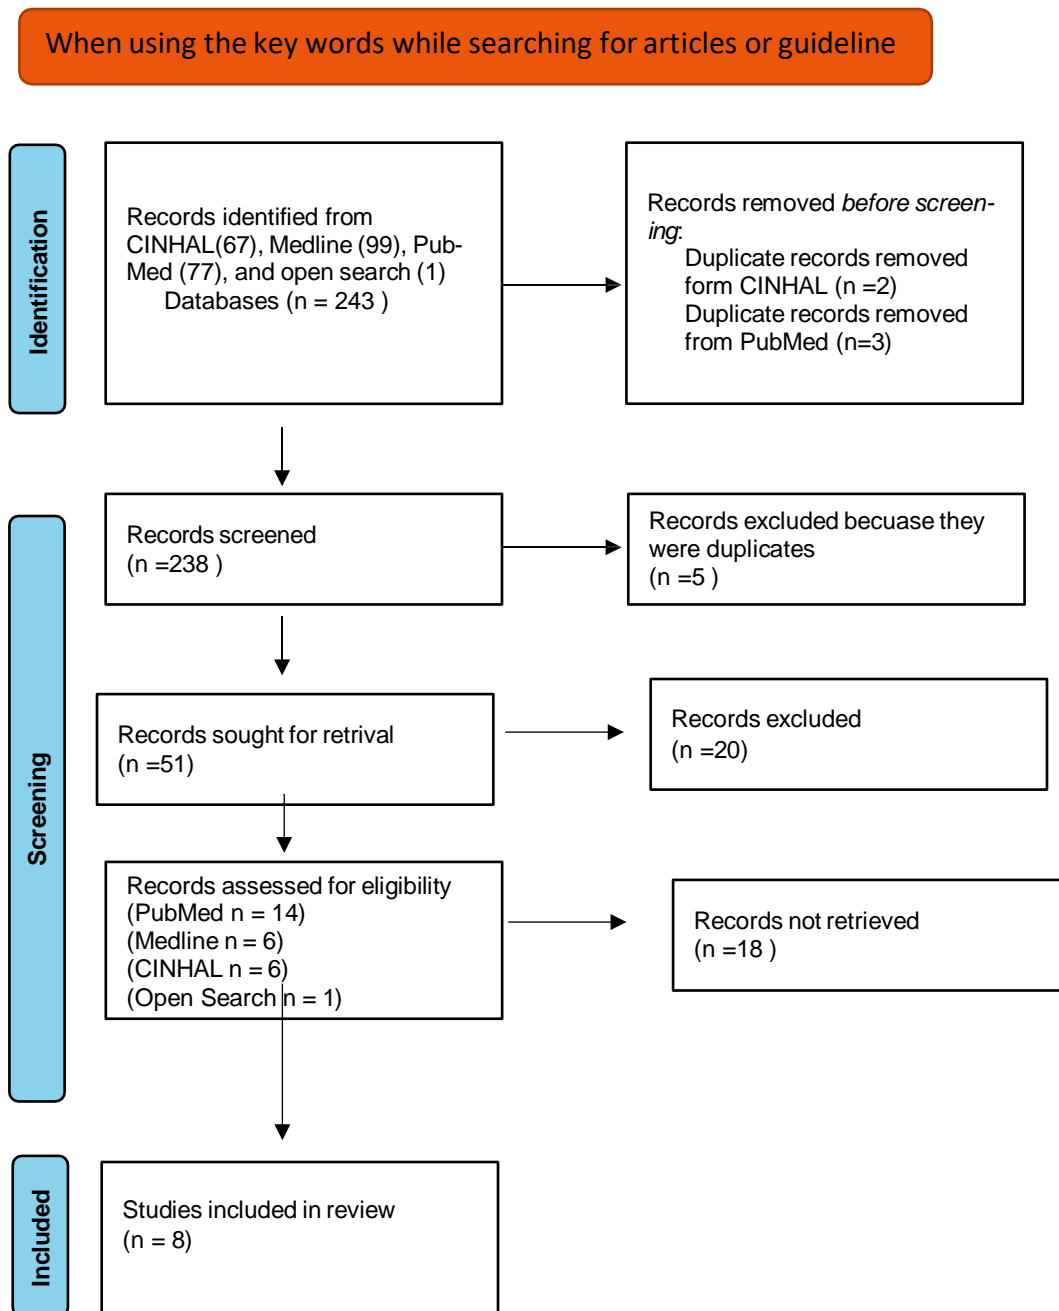 When using the key words while searching for articles or guideline
Identification
Records identified from
CINHAL(67), Medline (99), Pub-
Med (77), and open search (1)
Databases (n = 243 )
Records removed before screen-
ing:
Duplicate records removed
form CINHAL (n =2)
Duplicate records removed
from PubMed (n=3)
Screening
Records screened
(n =238 )
Records excluded becuase they
were duplicates
(n =5 )
Records sought for retrival
(n =51)
Records excluded
(n =20)
Records assessed for eligibility
(PubMed n = 14)
(Medline n = 6)
(CINHAL n = 6)
(Open Search n = 1)
Records not retrieved
(n =18 )
Included
Studies included in review
(n = 8)